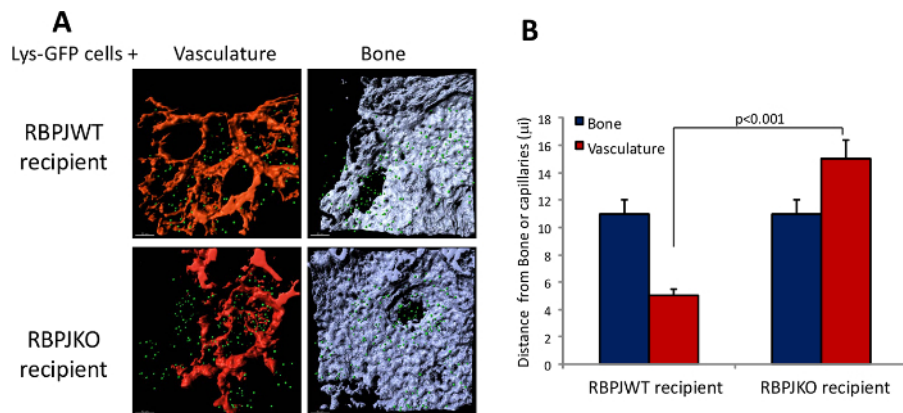 A
Lys-GFP cells + Vasculature Bone
RBPJWT
recipient
RBPJKO
recipient
B
Distance from Bone or capillaries (μi)
18
16
14
12
10
8
6
4
2
0
Bone
Vasculature
p<0.001
RBPJWT recipient RBPJKO recipient